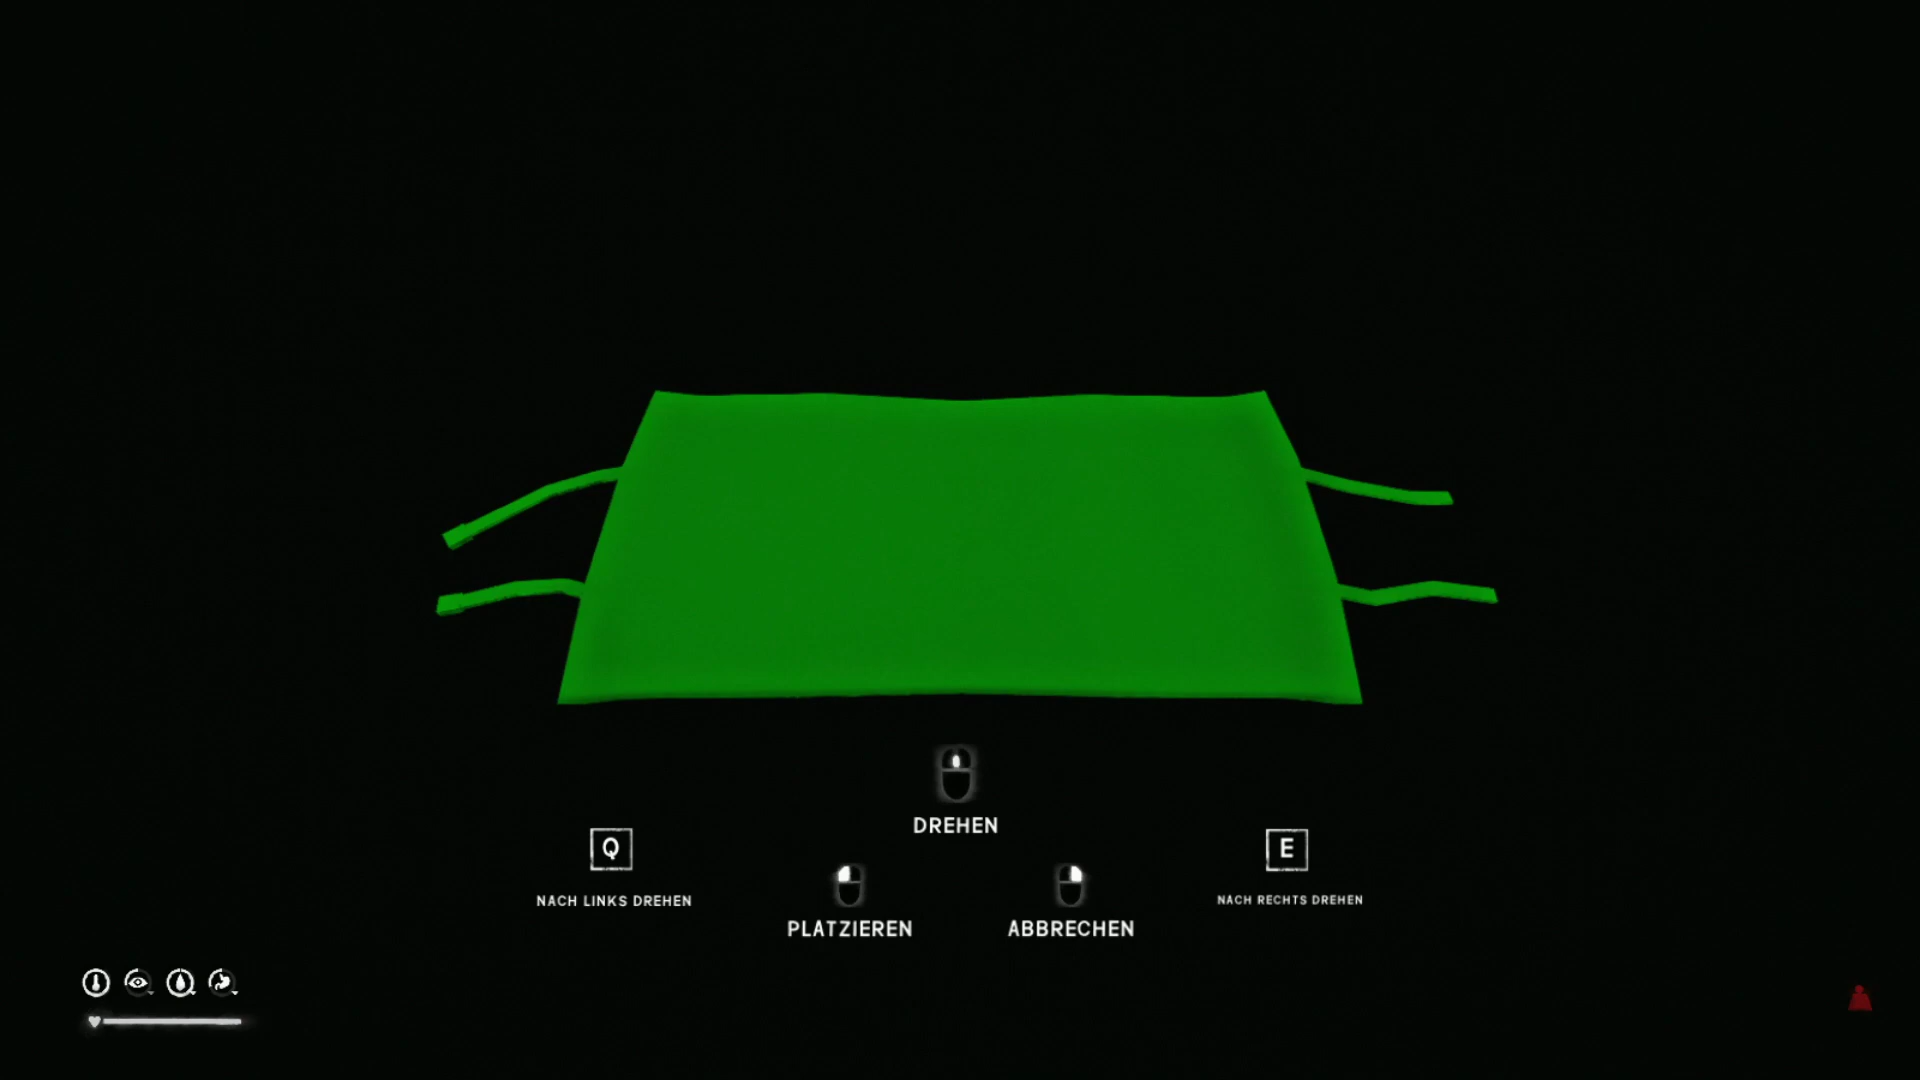 DREHEN
Q
E
NACH LINKS DREHEN
NACH RECHTS DREHEN
PLATZIEREN
ABBRECHEN